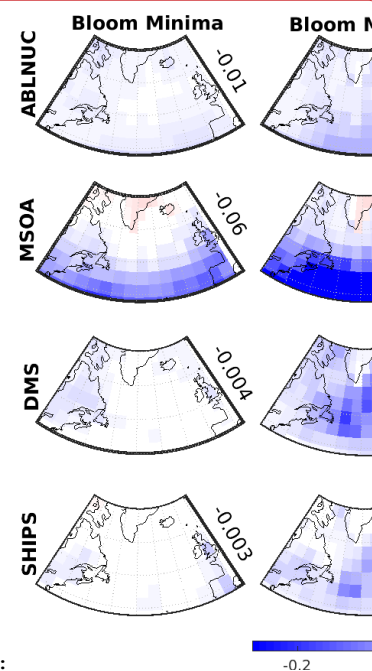 Bloom Minima
Bloom M
ABLNUC
-0.01
MSOA
-0.06
DMS
-0.004
SHIPS
-0.003
:
-0.2